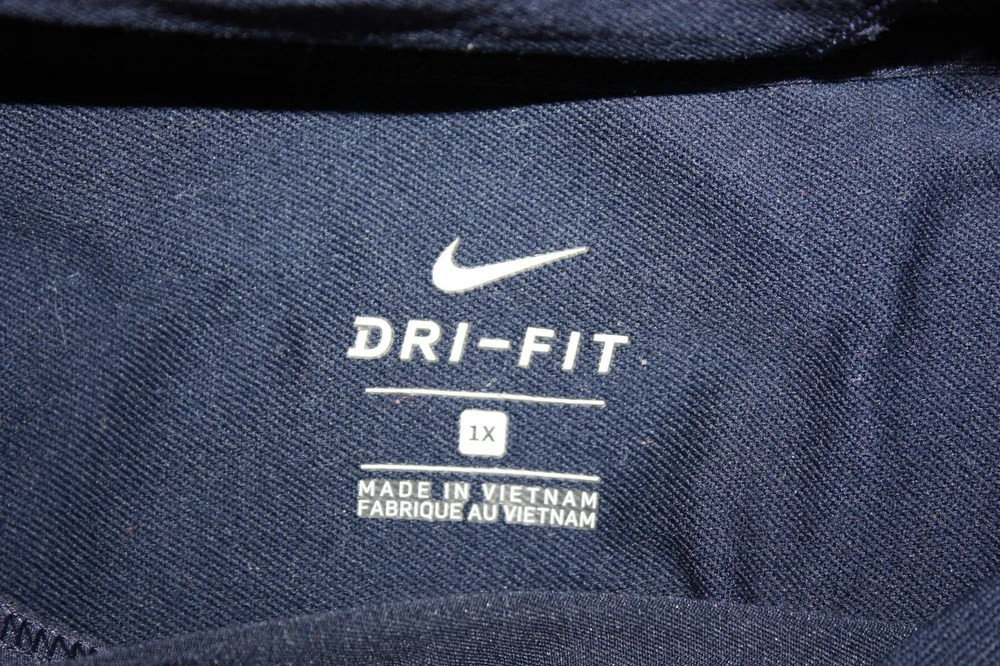 DRI-FIT
1X
MADE IN VIETNAM
FABRIQUE AU VIETNAM